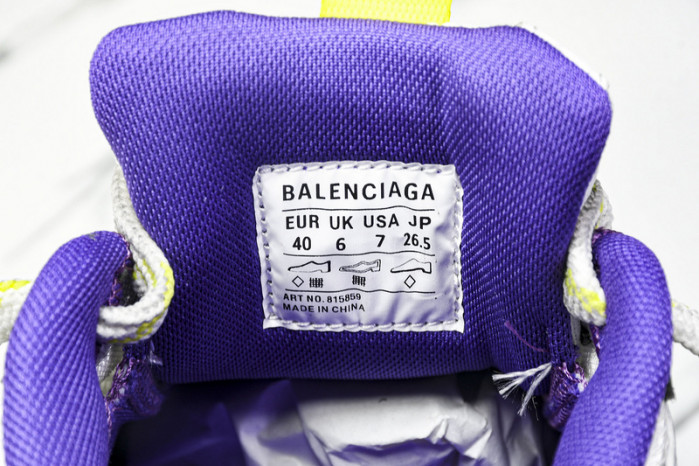 BALENCIAGA
EUR UK USA JP
40 6 7 26.5
ART NO. 815859
MADE IN CHINA